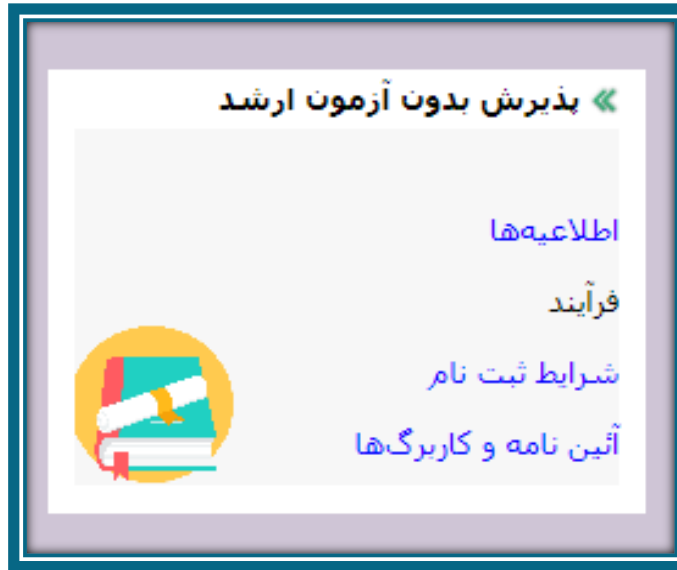 » پذیرش بدون آزمون ارشد
اطلاعیه‌ها
فرآیند
شرایط ثبت نام
آئین نامه و کاربرگ‌ها